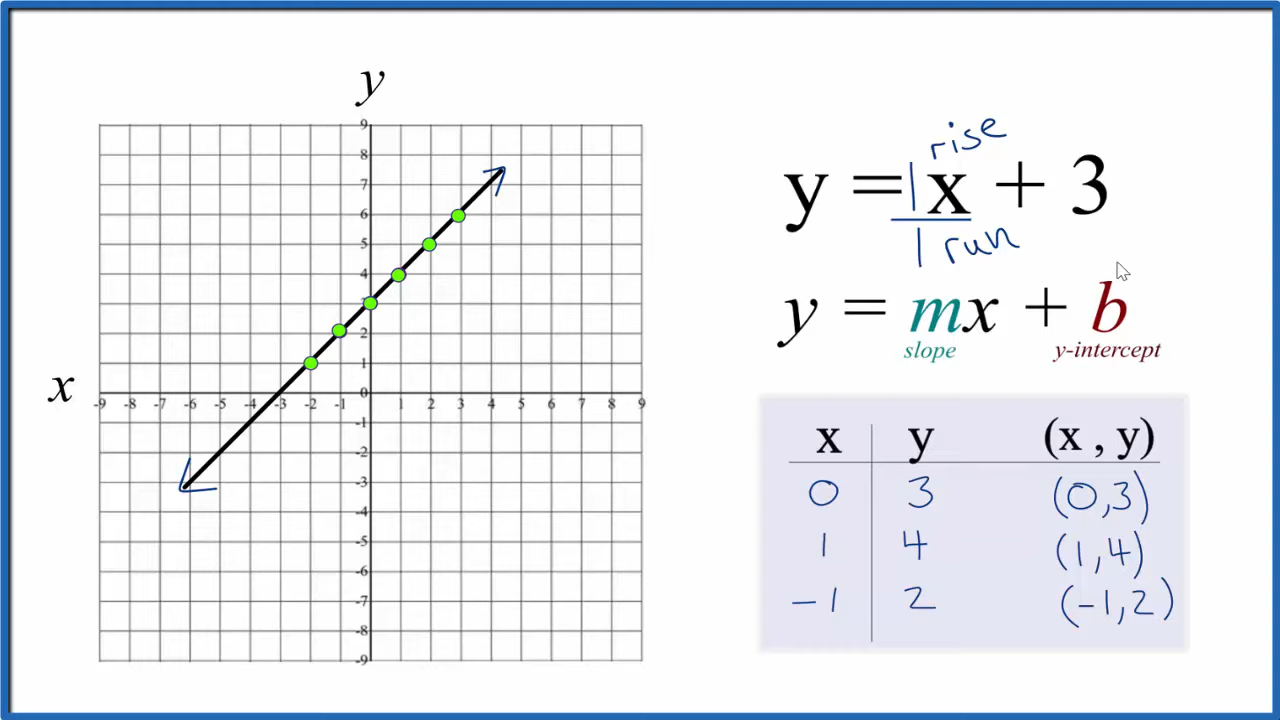 y
9
8
7
6
5
4
3
2
1
0
x
-9 -8 -7 -6 -5 -4 -3 -2 -1 1 2 3 4 5 6 7 8 9
-1
-2
-3
-4
-5
-6
-7
-8
-9
rise
y = 1x + 3
1 run
y = mx + b
slope y-intercept
x y (x , y)
0 3 (0,3)
1 4 (1,4)
-1 2 (-1,2)